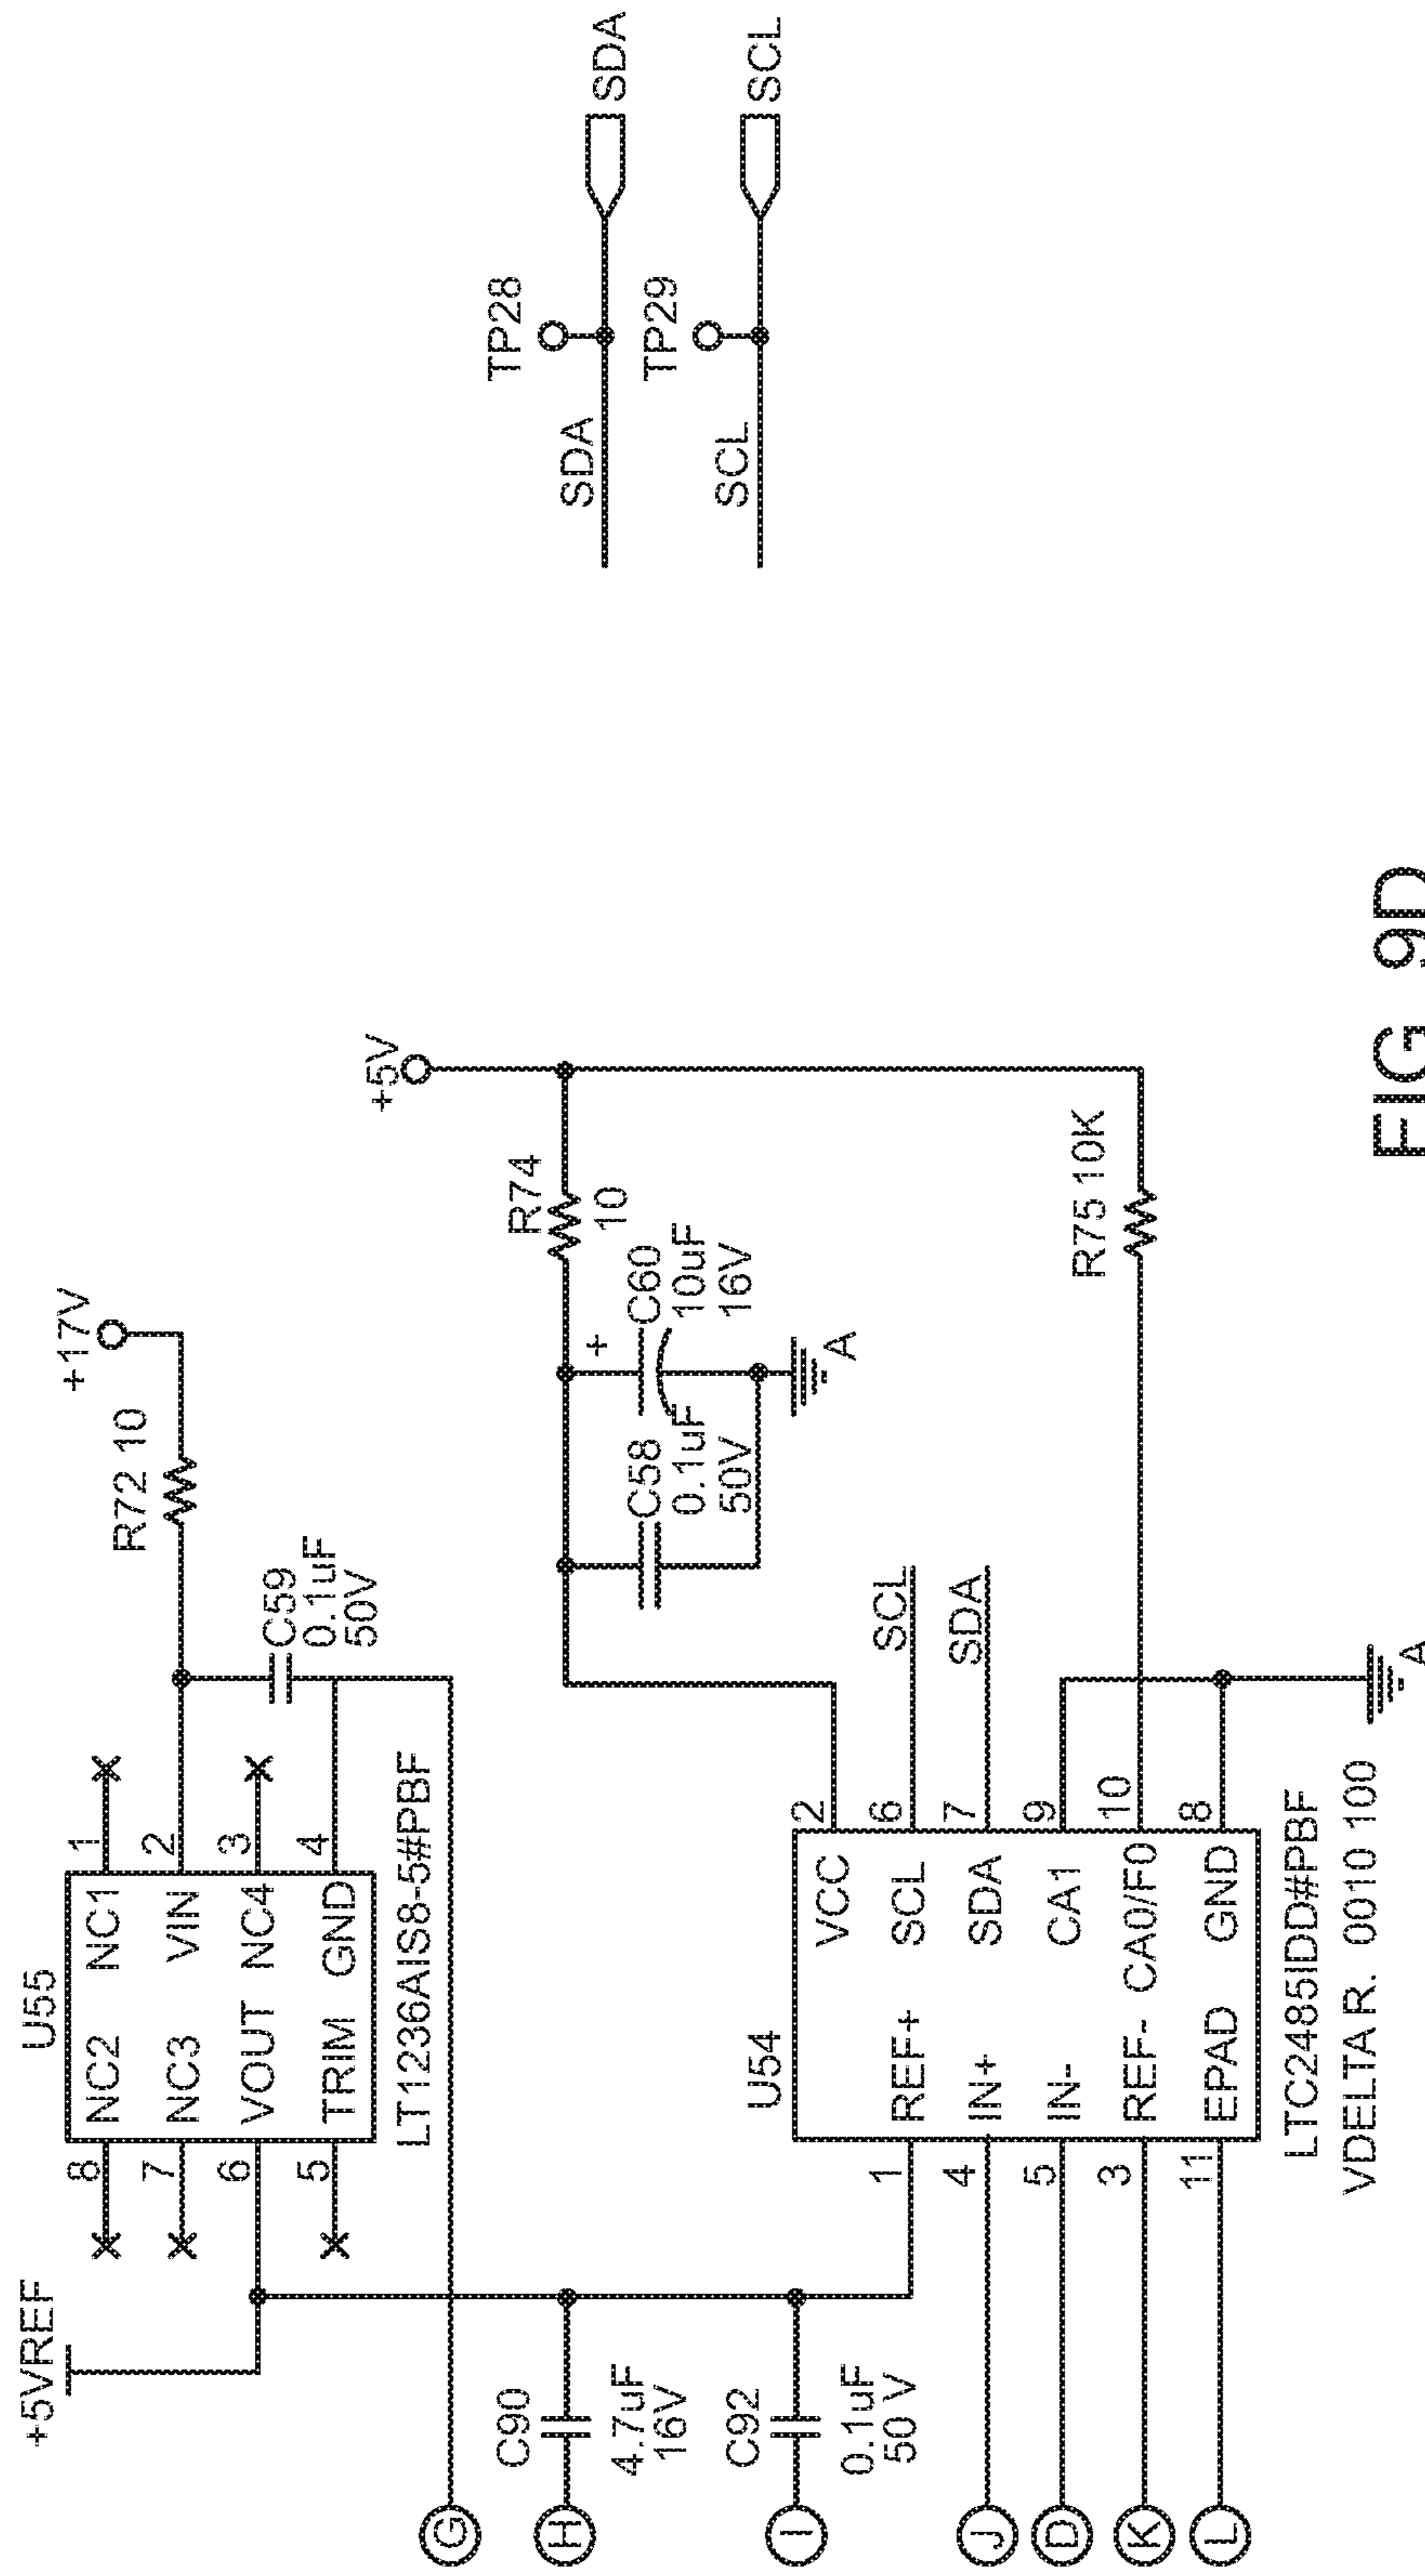 +5VREF
U55
8
7
6
5
NC2 NC1
NC3 VIN
VOUT NC4
TRIM GND
1
2
3
4
LT1236AIS8-5#PBF
R72 10
+17V
C59
0.1uF
50V
G
H
I
J
D
K
L
C90
4.7uF
16V
C92
0.1uF
50 V
U54
1
4
5
3
11
VCC
REF+ SCL
IN+ SDA
IN- CA1
REF- CA0/F0
EPAD GND
2
6
7
9
10
8
LTC2485IDD#PBF
VDELTA R. 0010 100
SCL
SDA
A
C58
0.1uF
50V
+
C60
10uF
16V
A
R74
10
+5V
R75 10K
SDA
TP28
SDA
SCL
TP29
SCL
FIG 9D